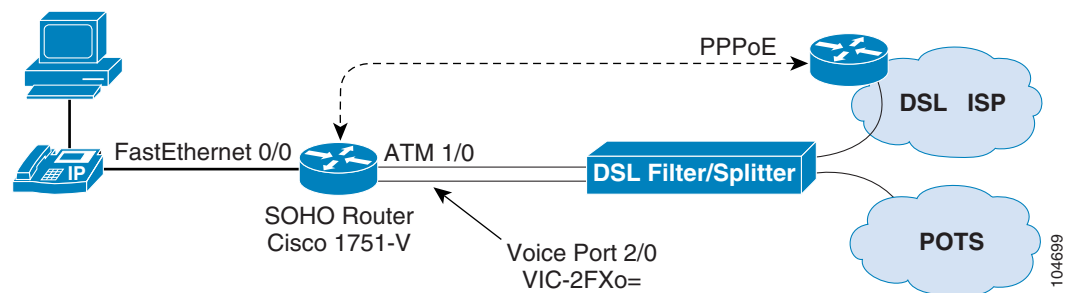 PPPoE
DSL ISP
FastEthernet 0/0
ATM 1/0
IP
DSL Filter/Splitter
SOHO Router
Cisco 1751-V
Voice Port 2/0
VIC-2FXo=
POTS
104699